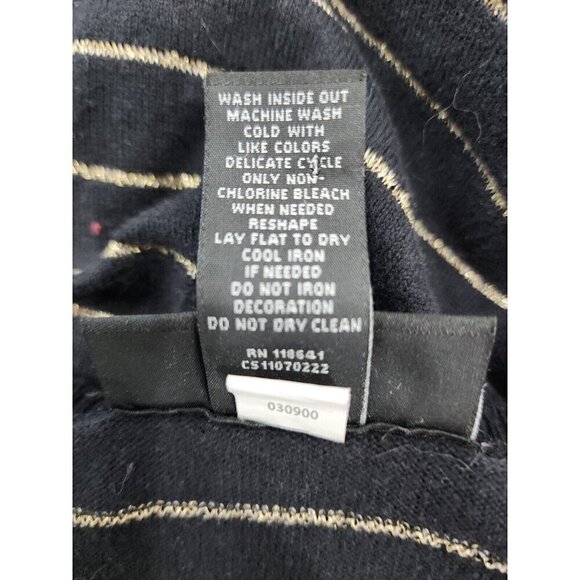 WASH INSIDE OUT
MACHINE WASH
COLD WITH
LIKE COLORS
DELICATE CYCLE
ONLY NON-
CHLORINE BLEACH
WHEN NEEDED
RESHAPE
LAY FLAT TO DRY
COOL IRON
IF NEEDED
DO NOT IRON
DECORATION
DO NOT DRY CLEAN
RN 118641
CS11070222
030900